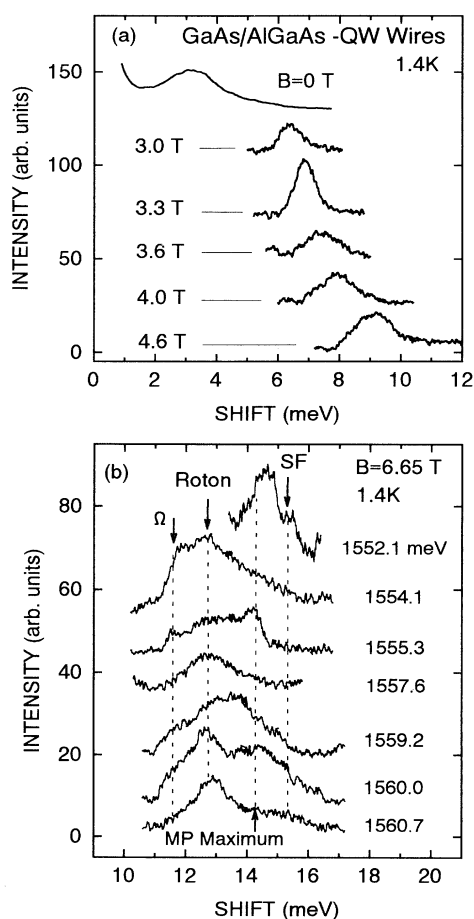 (a) GaAs/AlGaAs -QW Wires
1.4K
B=0 T
3.0 T
3.3 T
3.6 T
4.0 T
4.6 T
INTENSITY (arb. units)
150
100
50
0
0 2 4 6 8 10 12
SHIFT (meV)
(b)
B=6.65 T
1.4K
SF
Roton
Ω
1552.1 meV
1554.1
1555.3
1557.6
1559.2
1560.0
1560.7
MP Maximum
INTENSITY (arb. units)
80
60
40
20
0
10 12 14 16 18 20
SHIFT (meV)